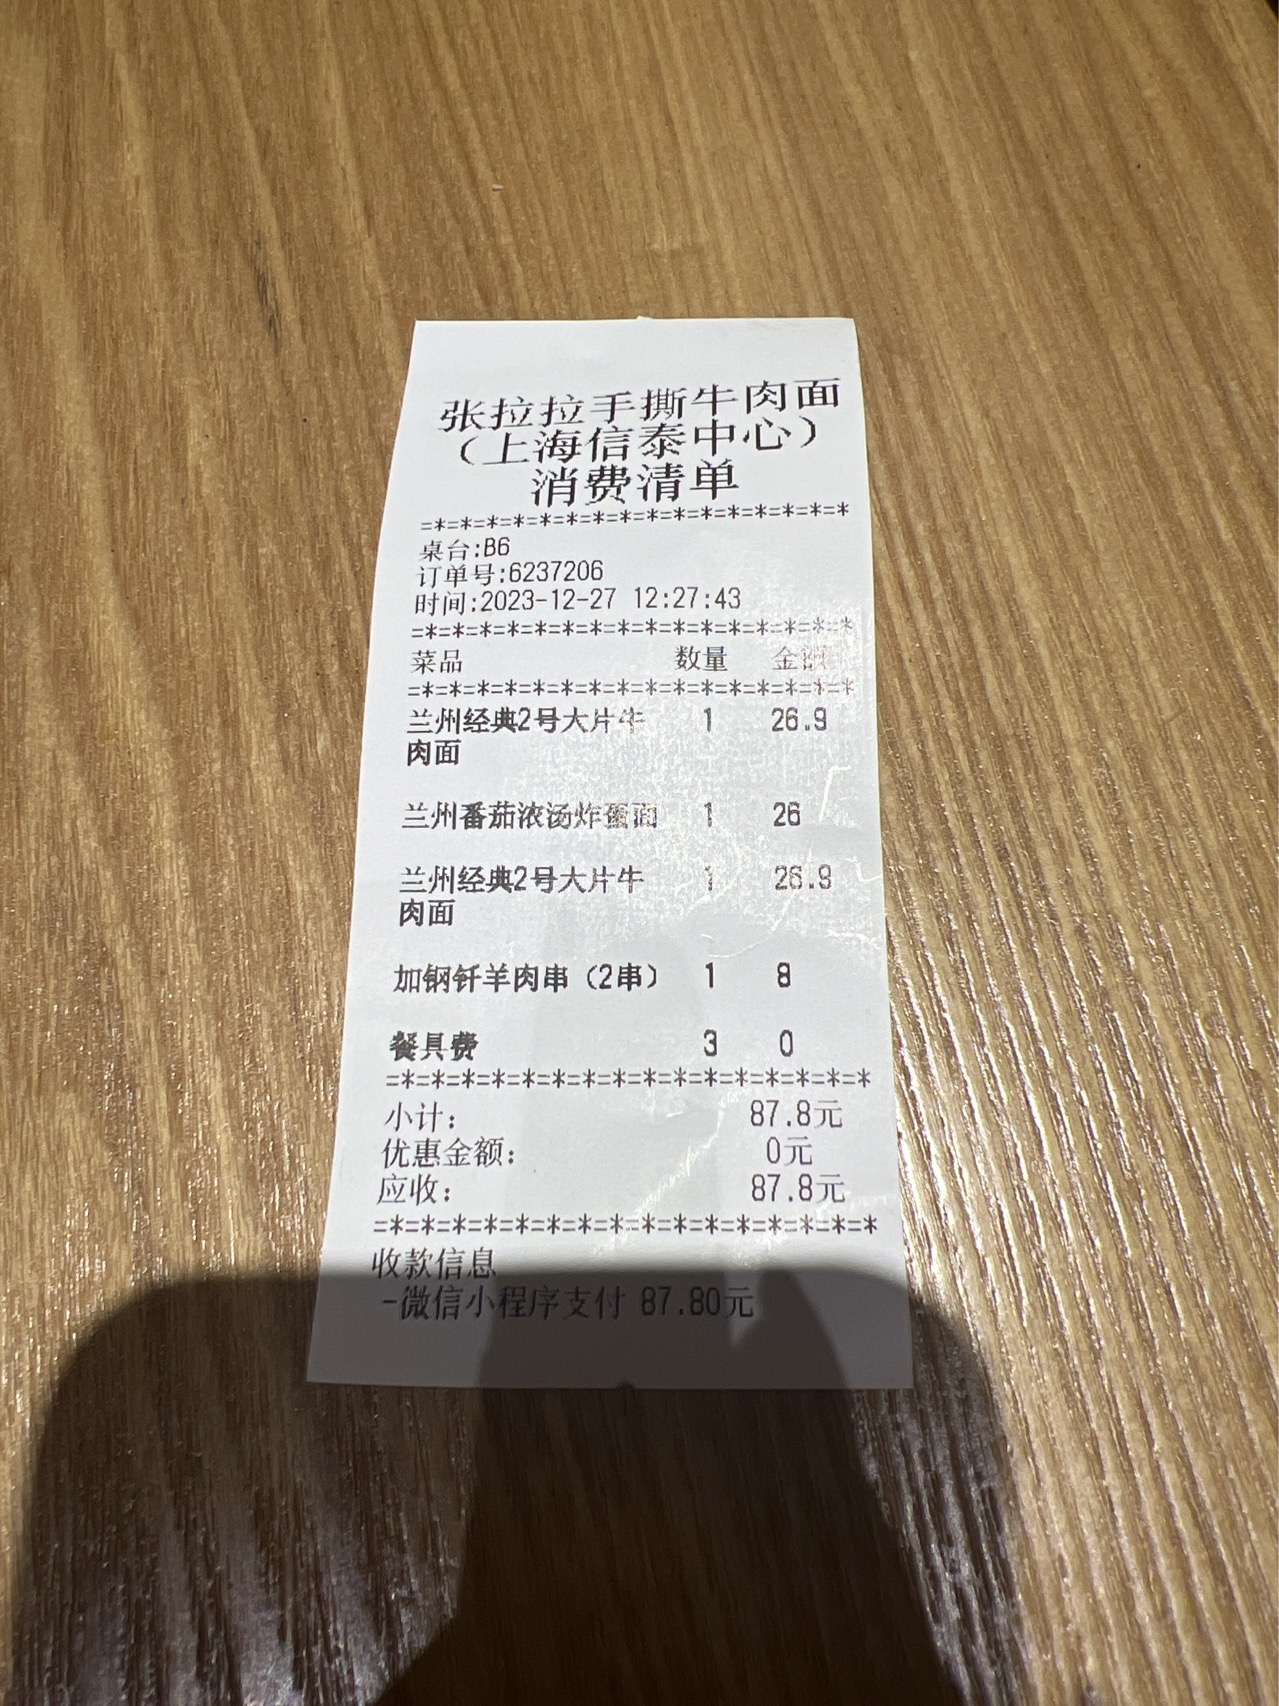 张拉拉手撕牛肉面
（上海信泰中心）
消费清单
=*=*=*=*=*=*=*=*=*=*=*=*=*=*=*=*
桌台:B6
订单号:6237206
时间:2023-12-27 12:27:43
=*=*=*=*=*=*=*=*=*=*=*=*=*=*=*=*
菜品 数量 金额
=*=*=*=*=*=*=*=*=*=*=*=*=*=*=*=*
兰州经典2号大片牛 1 26.9
肉面
兰州番茄浓汤炸蛋面 1 26
兰州经典2号大片牛 1 26.9
肉面
加钢钎羊肉串（2串） 1 8
餐具费 3 0
=*=*=*=*=*=*=*=*=*=*=*=*=*=*=*=*
小计: 87.8元
优惠金额: 0元
应收: 87.8元
=*=*=*=*=*=*=*=*=*=*=*=*=*=*=*=*
收款信息
-微信小程序支付 87.80元